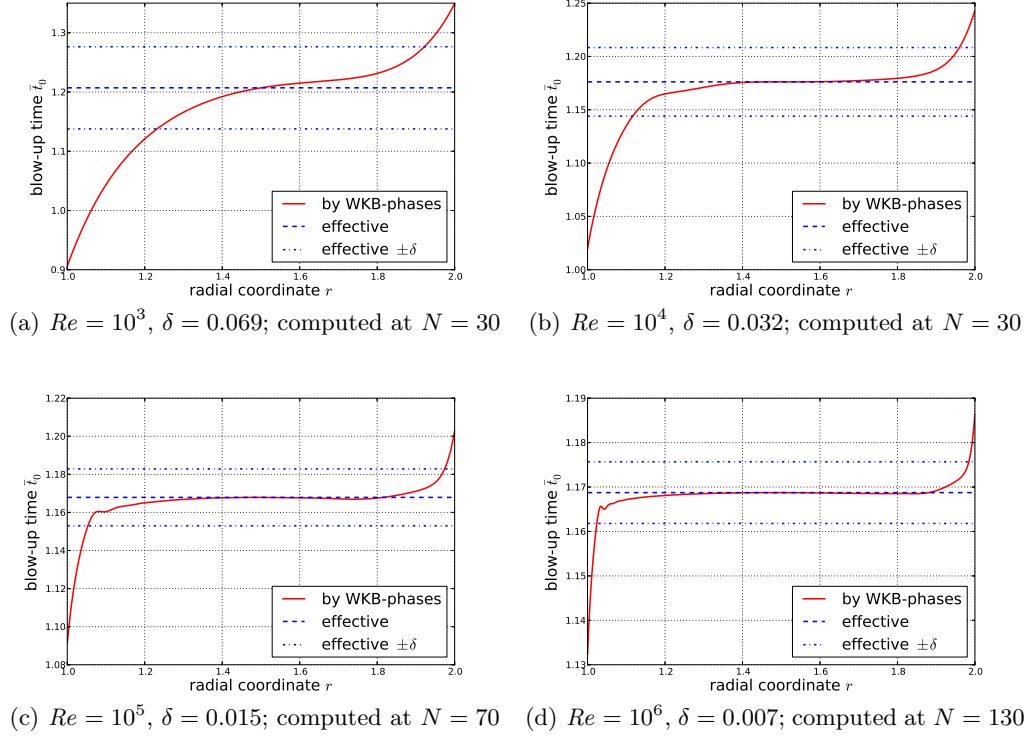 1.3
1.2
1.1
1.0
0.9
blow-up time t̄₀
1.0 1.2 1.4 1.6 1.8 2.0
radial coordinate r
by WKB-phases
effective
effective ±δ
(a) Re = 10³, δ = 0.069; computed at N = 30
1.25
1.20
1.15
1.10
1.05
1.00
blow-up time t̄₀
1.0 1.2 1.4 1.6 1.8 2.0
radial coordinate r
by WKB-phases
effective
effective ±δ
(b) Re = 10⁴, δ = 0.032; computed at N = 30
1.22
1.20
1.18
1.16
1.14
1.12
1.10
1.08
blow-up time t̄₀
1.0 1.2 1.4 1.6 1.8 2.0
radial coordinate r
by WKB-phases
effective
effective ±δ
(c) Re = 10⁵, δ = 0.015; computed at N = 70
1.19
1.18
1.17
1.16
1.15
1.14
1.13
blow-up time t̄₀
1.0 1.2 1.4 1.6 1.8 2.0
radial coordinate r
by WKB-phases
effective
effective ±δ
(d) Re = 10⁶, δ = 0.007; computed at N = 130